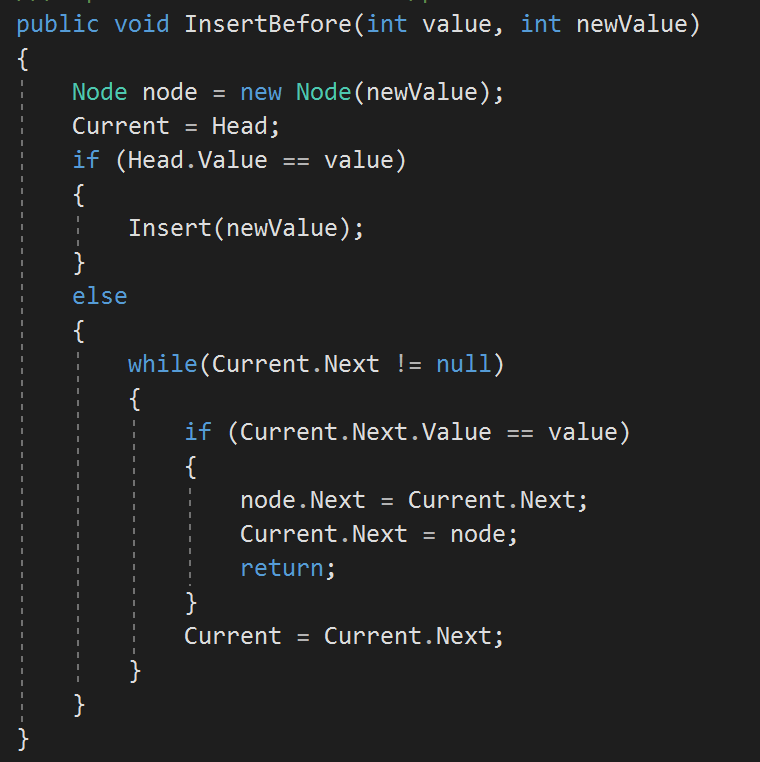 public void InsertBefore(int value, int newValue)
{
    Node node = new Node(newValue);
    Current = Head;
    if (Head.Value == value)
    {
        Insert(newValue);
    }
    else
    {
        while(Current.Next != null)
        {
            if (Current.Next.Value == value)
            {
                node.Next = Current.Next;
                Current.Next = node;
                return;
            }
            Current = Current.Next;
        }
    }
}